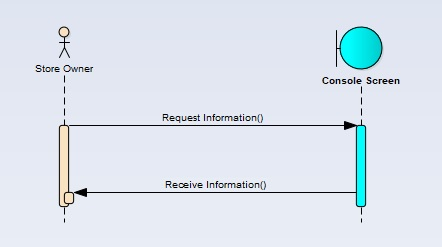 Store Owner
Console Screen
Request Information()
Receive Information()